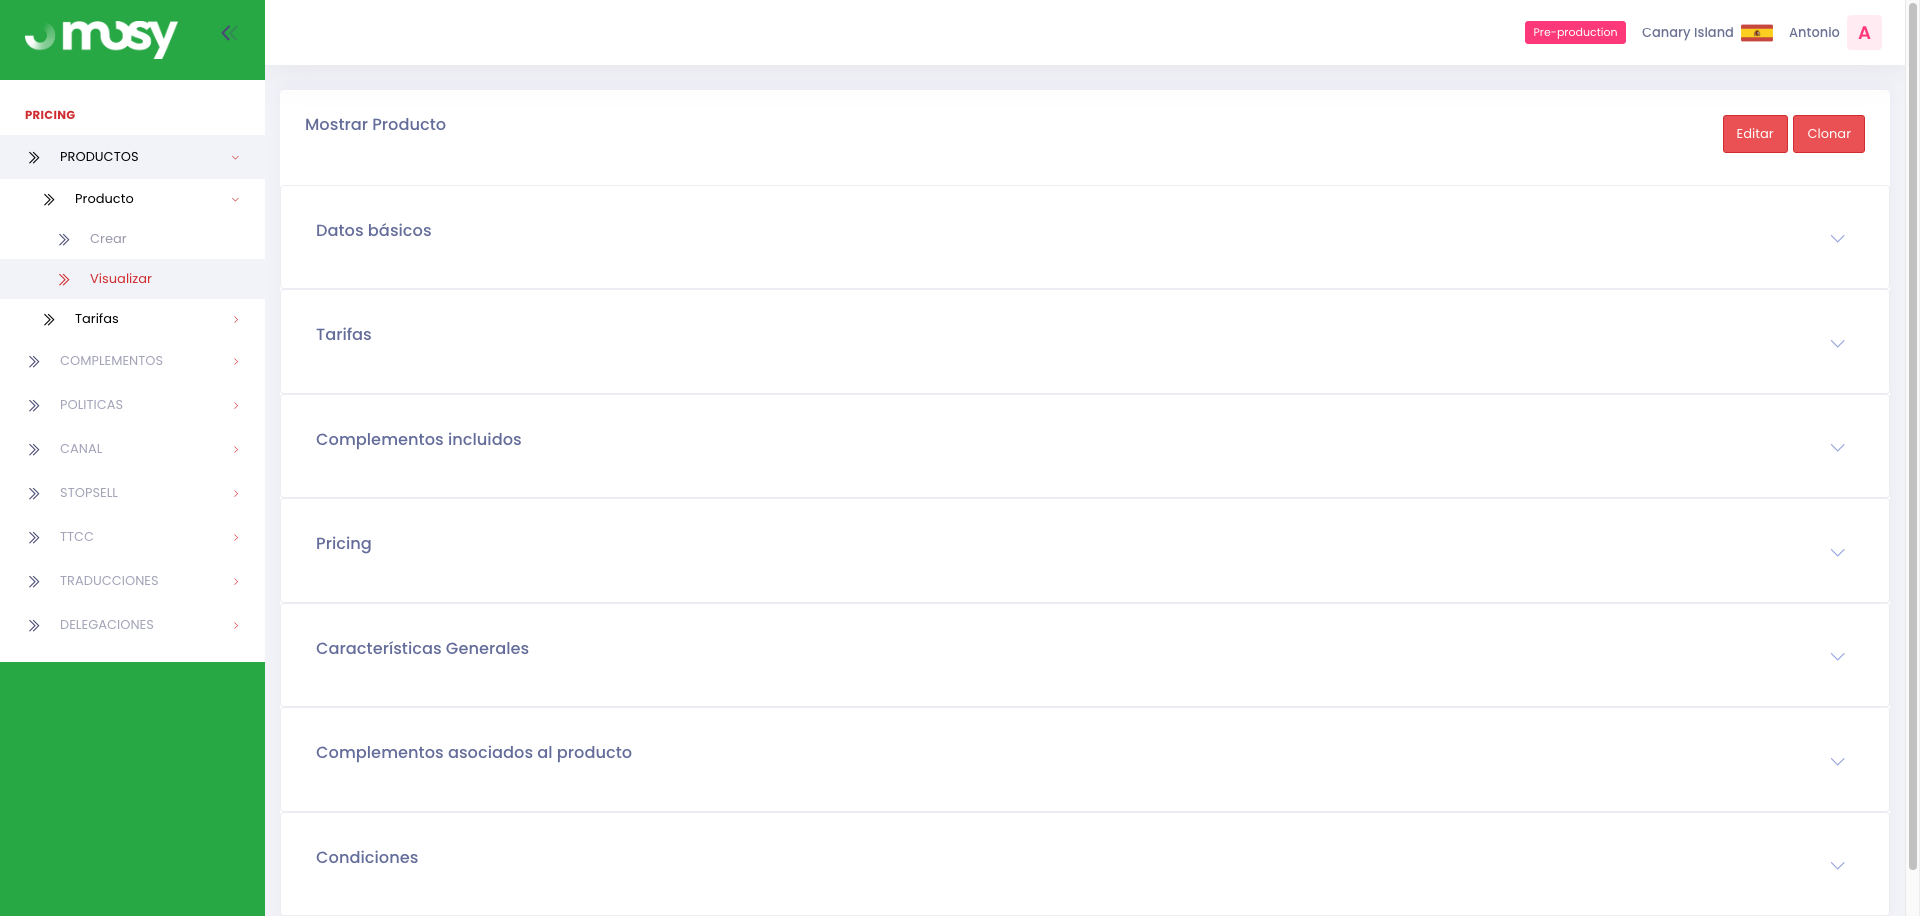 mosy
Pre-production
Canary Island
Antonio
A
PRICING
PRODUCTOS
Producto
Crear
Visualizar
Tarifas
COMPLEMENTOS
POLITICAS
CANAL
STOPSELL
TTCC
TRADUCCIONES
DELEGACIONES
Mostrar Producto
Editar
Clonar
Datos básicos
Tarifas
Complementos incluidos
Pricing
Características Generales
Complementos asociados al producto
Condiciones